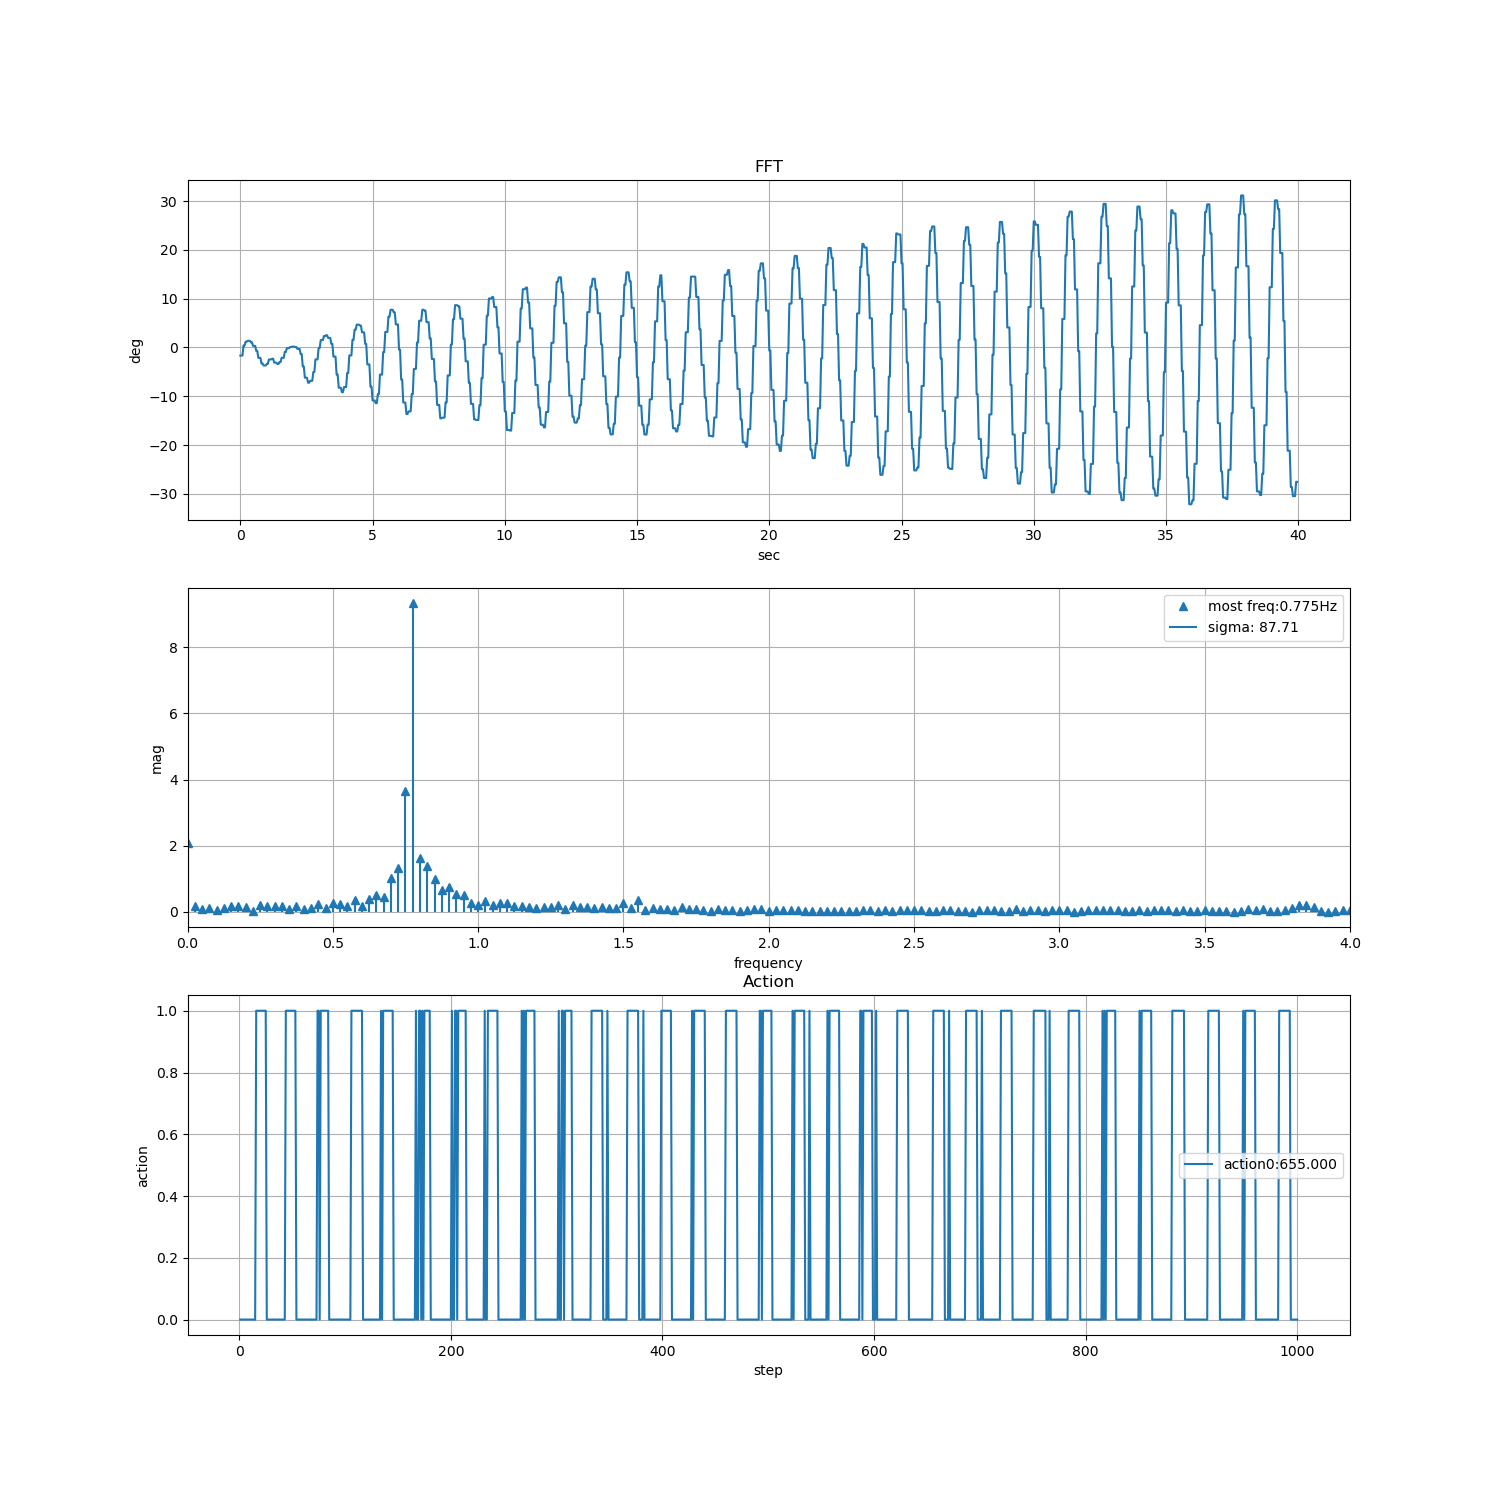 FFT
30
20
10
0
−10
−20
−30
deg
0 5 10 15 20 25 30 35 40
sec
most freq:0.775Hz
sigma: 87.71
8
6
4
2
0
mag
0.0 0.5 1.0 1.5 2.0 2.5 3.0 3.5 4.0
frequency
Action
1.0
0.8
0.6
0.4
0.2
0.0
action
action0:655.000
0 200 400 600 800 1000
step